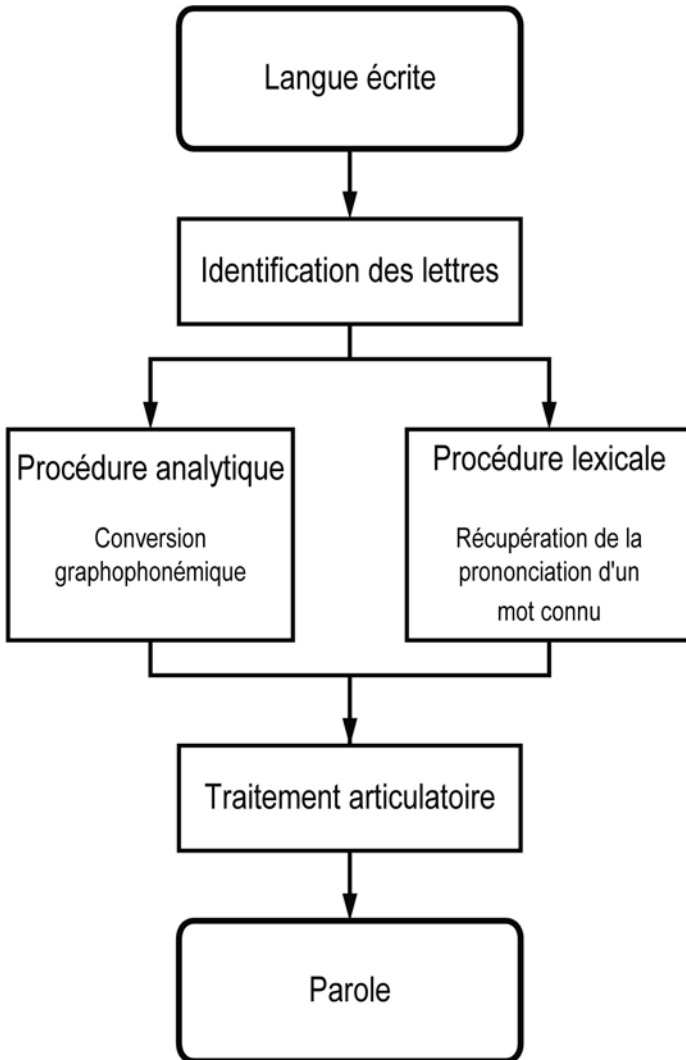 Langue écrite
Identification des lettres
Procédure analytique
Conversion
graphophonémique
Procédure lexicale
Récupération de la
prononciation d'un
mot connu
Traitement articulatoire
Parole